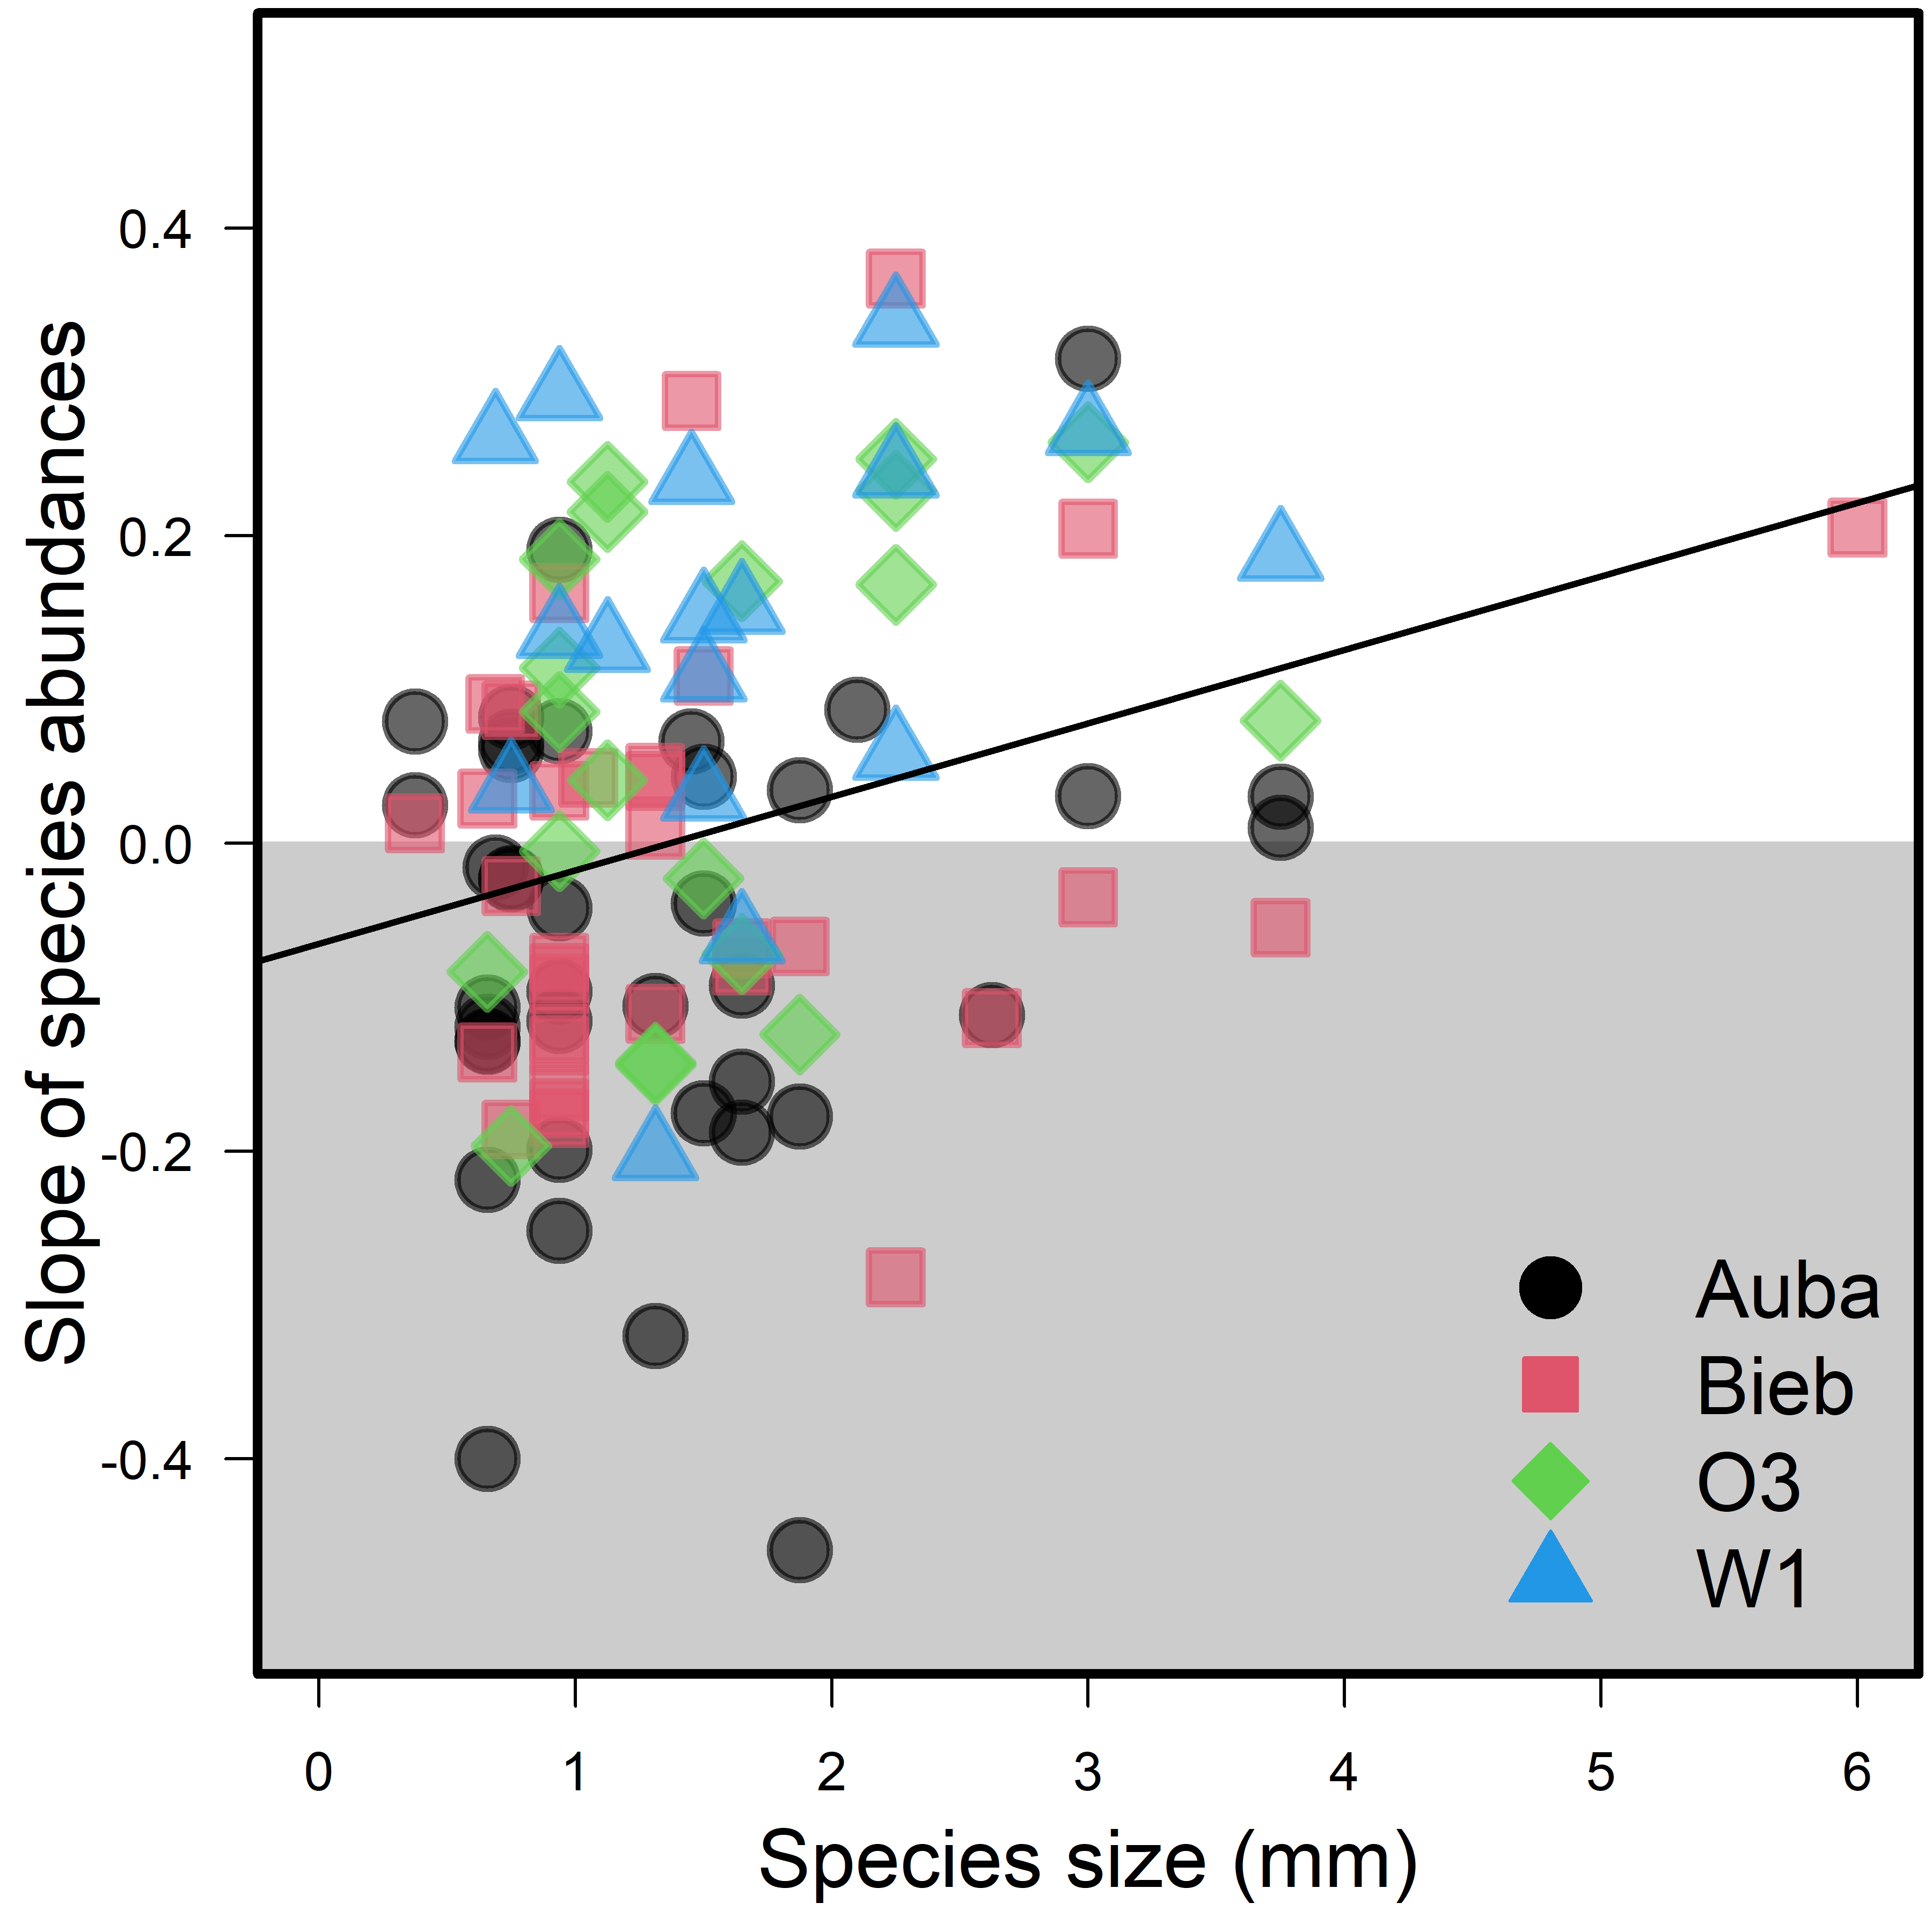 Slope of species abundances
0.4
0.2
0.0
-0.2
-0.4
Auba
Bieb
O3
W1
0 1 2 3 4 5 6
Species size (mm)